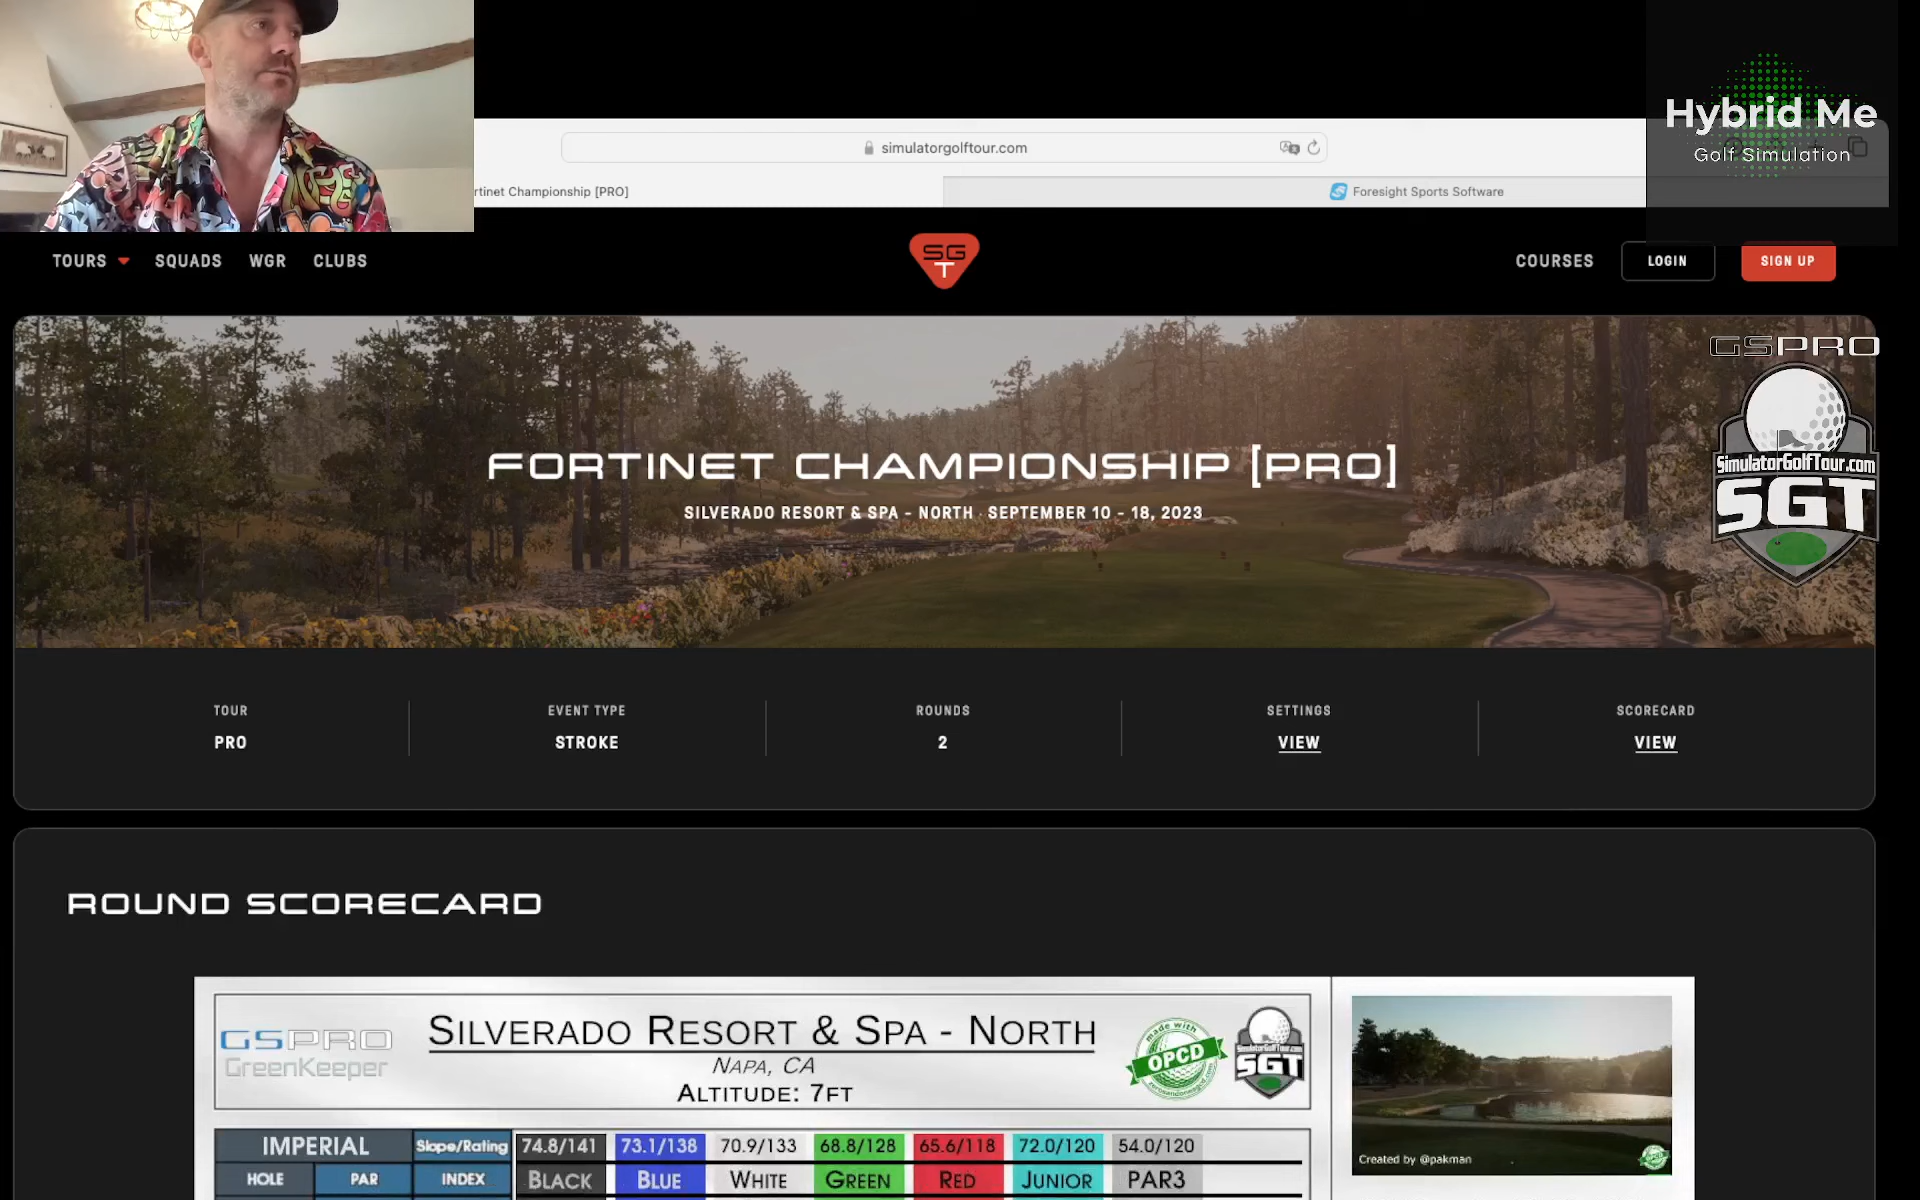 Hybrid Me
Golf Simulation
simulatorgolftour.com
rtinet Championship [PRO]
Foresight Sports Software
TOURS
SQUADS
WGR
CLUBS
SG
T
COURSES
LOGIN
SIGN UP
GSPRO
FORTINET CHAMPIONSHIP [PRO]
SILVERADO RESORT & SPA - NORTH SEPTEMBER 10 - 18, 2023
SimulatorGolfTour.com
SGT
TOUR
PRO
EVENT TYPE
STROKE
ROUNDS
2
SETTINGS
VIEW
SCORECARD
VIEW
ROUND SCORECARD
GSPRO
GreenKeeper
SILVERADO RESORT & SPA - NORTH
NAPA, CA
ALTITUDE: 7FT
made with
OPCD
SimulatorGolfTour.com
SGT
IMPERIAL Slope/Rating 74.8/141 73.1/138 70.9/133 68.8/128 65.6/118 72.0/120 54.0/120
HOLE PAR INDEX BLACK BLUE WHITE GREEN RED JUNIOR PAR3
Created by @pakman